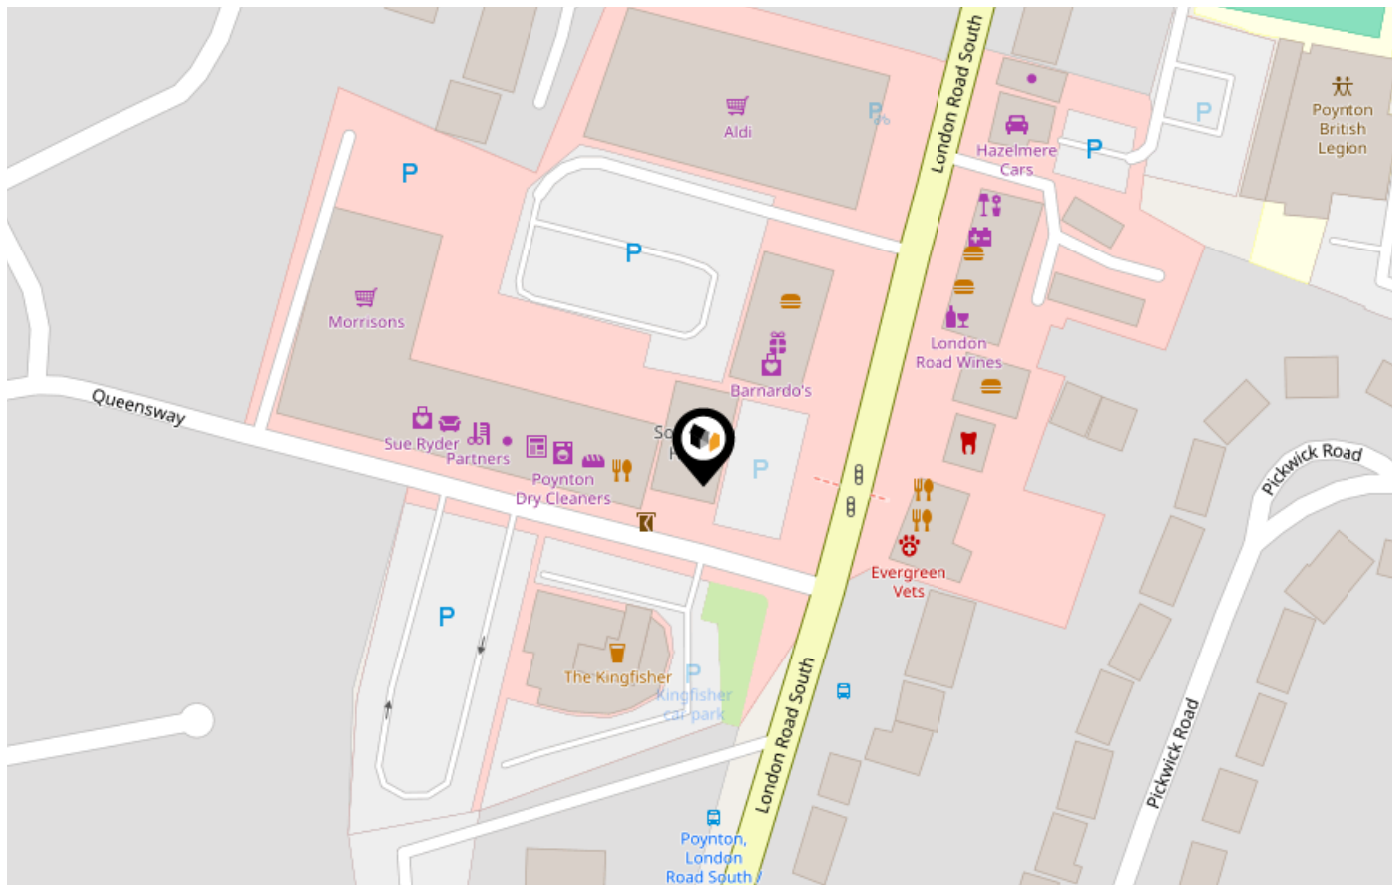 London Road South
Aldi
Hazelmere
Cars
Poynton
British
Legion
P
P
P
P
P
Morrisons
London
Road Wines
Barnardo's
Queensway
Sue Ryder
Partners
Poynton
Dry Cleaners
So
H
P
Pickwick Road
Evergreen
Vets
P
The Kingfisher
P
Kingfisher
car park
London Road South
Pickwick Road
Poynton,
London
Road South /